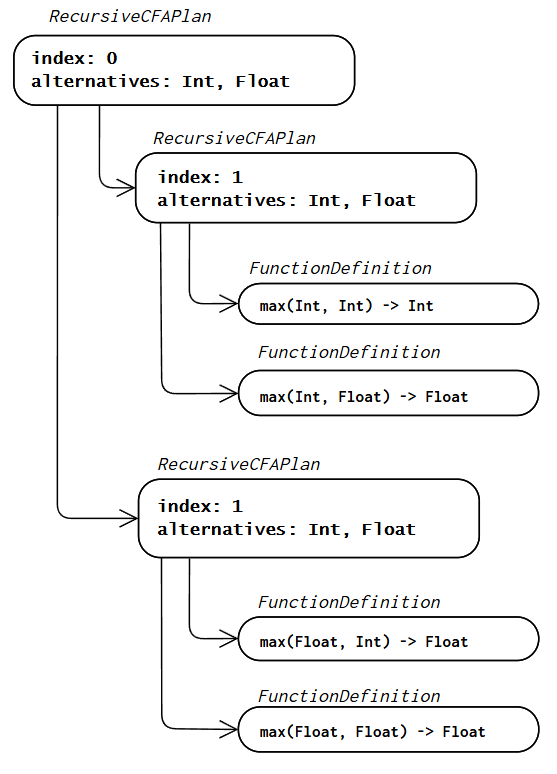 RecursiveCFAPlan
index: 0
alternatives: Int, Float
RecursiveCFAPlan
index: 1
alternatives: Int, Float
FunctionDefinition
max(Int, Int) -> Int
FunctionDefinition
max(Int, Float) -> Float
RecursiveCFAPlan
index: 1
alternatives: Int, Float
FunctionDefinition
max(Float, Int) -> Float
FunctionDefinition
max(Float, Float) -> Float